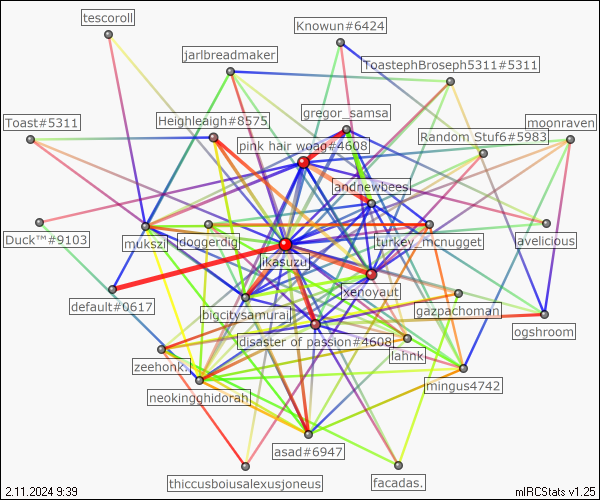 tescoroll
Knowun#6424
jarlbreadmaker
ToastephBroseph5311#5311
gregor_samsa
Toast#5311
Heighleaigh#8575
moonraven
Random Stuf6#5983
pink hair woag#4608
andnewbees
Duck™#9103
mukszi
doggerdig
turkey_mcnugget
avelicious
jkasuzu
xenoyaut
default#0617
bigcitysamuraj
gazpachoman
ogshroom
disaster of passion#4608
zeehonk.
lahnk
mingus4742
neokingghidorah
asad#6947
thiccusboiusalexusjoneus
facadas.
2.11.2024 9:39
mIRCStats v1.25